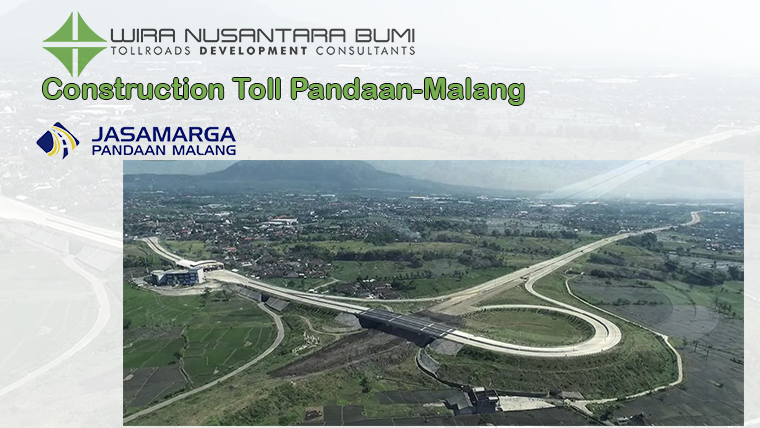 WIRA NUSANTARA BUMI
TOLLROADS DEVELOPMENT CONSULTANTS
Construction Toll Pandaan-Malang
JASAMARGA
PANDAAN MALANG